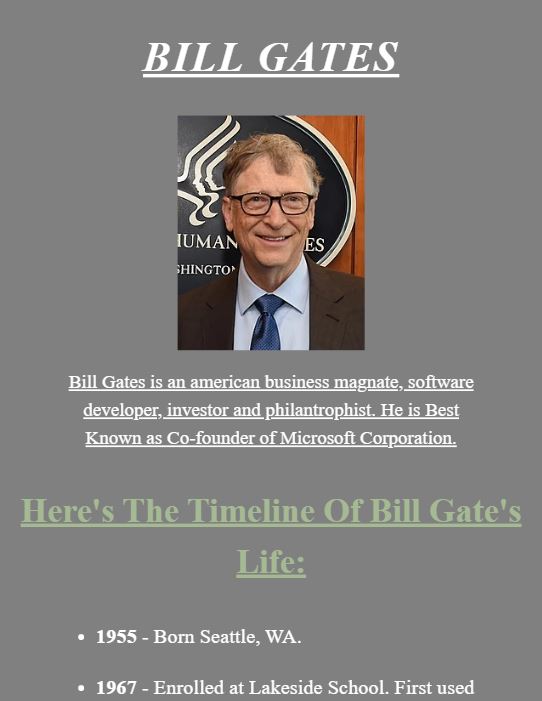 BILL GATES
HUMAN
ES
SHINGTON
Bill Gates is an american business magnate, software
developer, investor and philantrophist. He is Best
Known as Co-founder of Microsoft Corporation.
Here's The Timeline Of Bill Gate's
Life:
• 1955 - Born Seattle, WA.
• 1967 - Enrolled at Lakeside School. First used